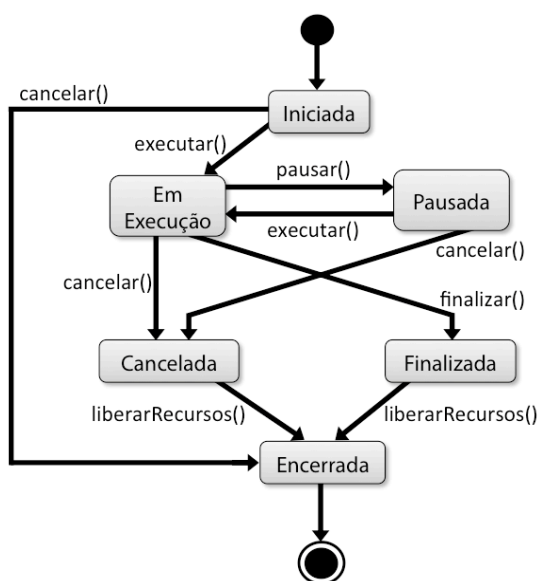 cancelar()
Iniciada
executar()
pausar()
Em
Execução
Pausada
executar()
cancelar()
cancelar()
finalizar()
Cancelada
Finalizada
liberarRecursos()
liberarRecursos()
Encerrada